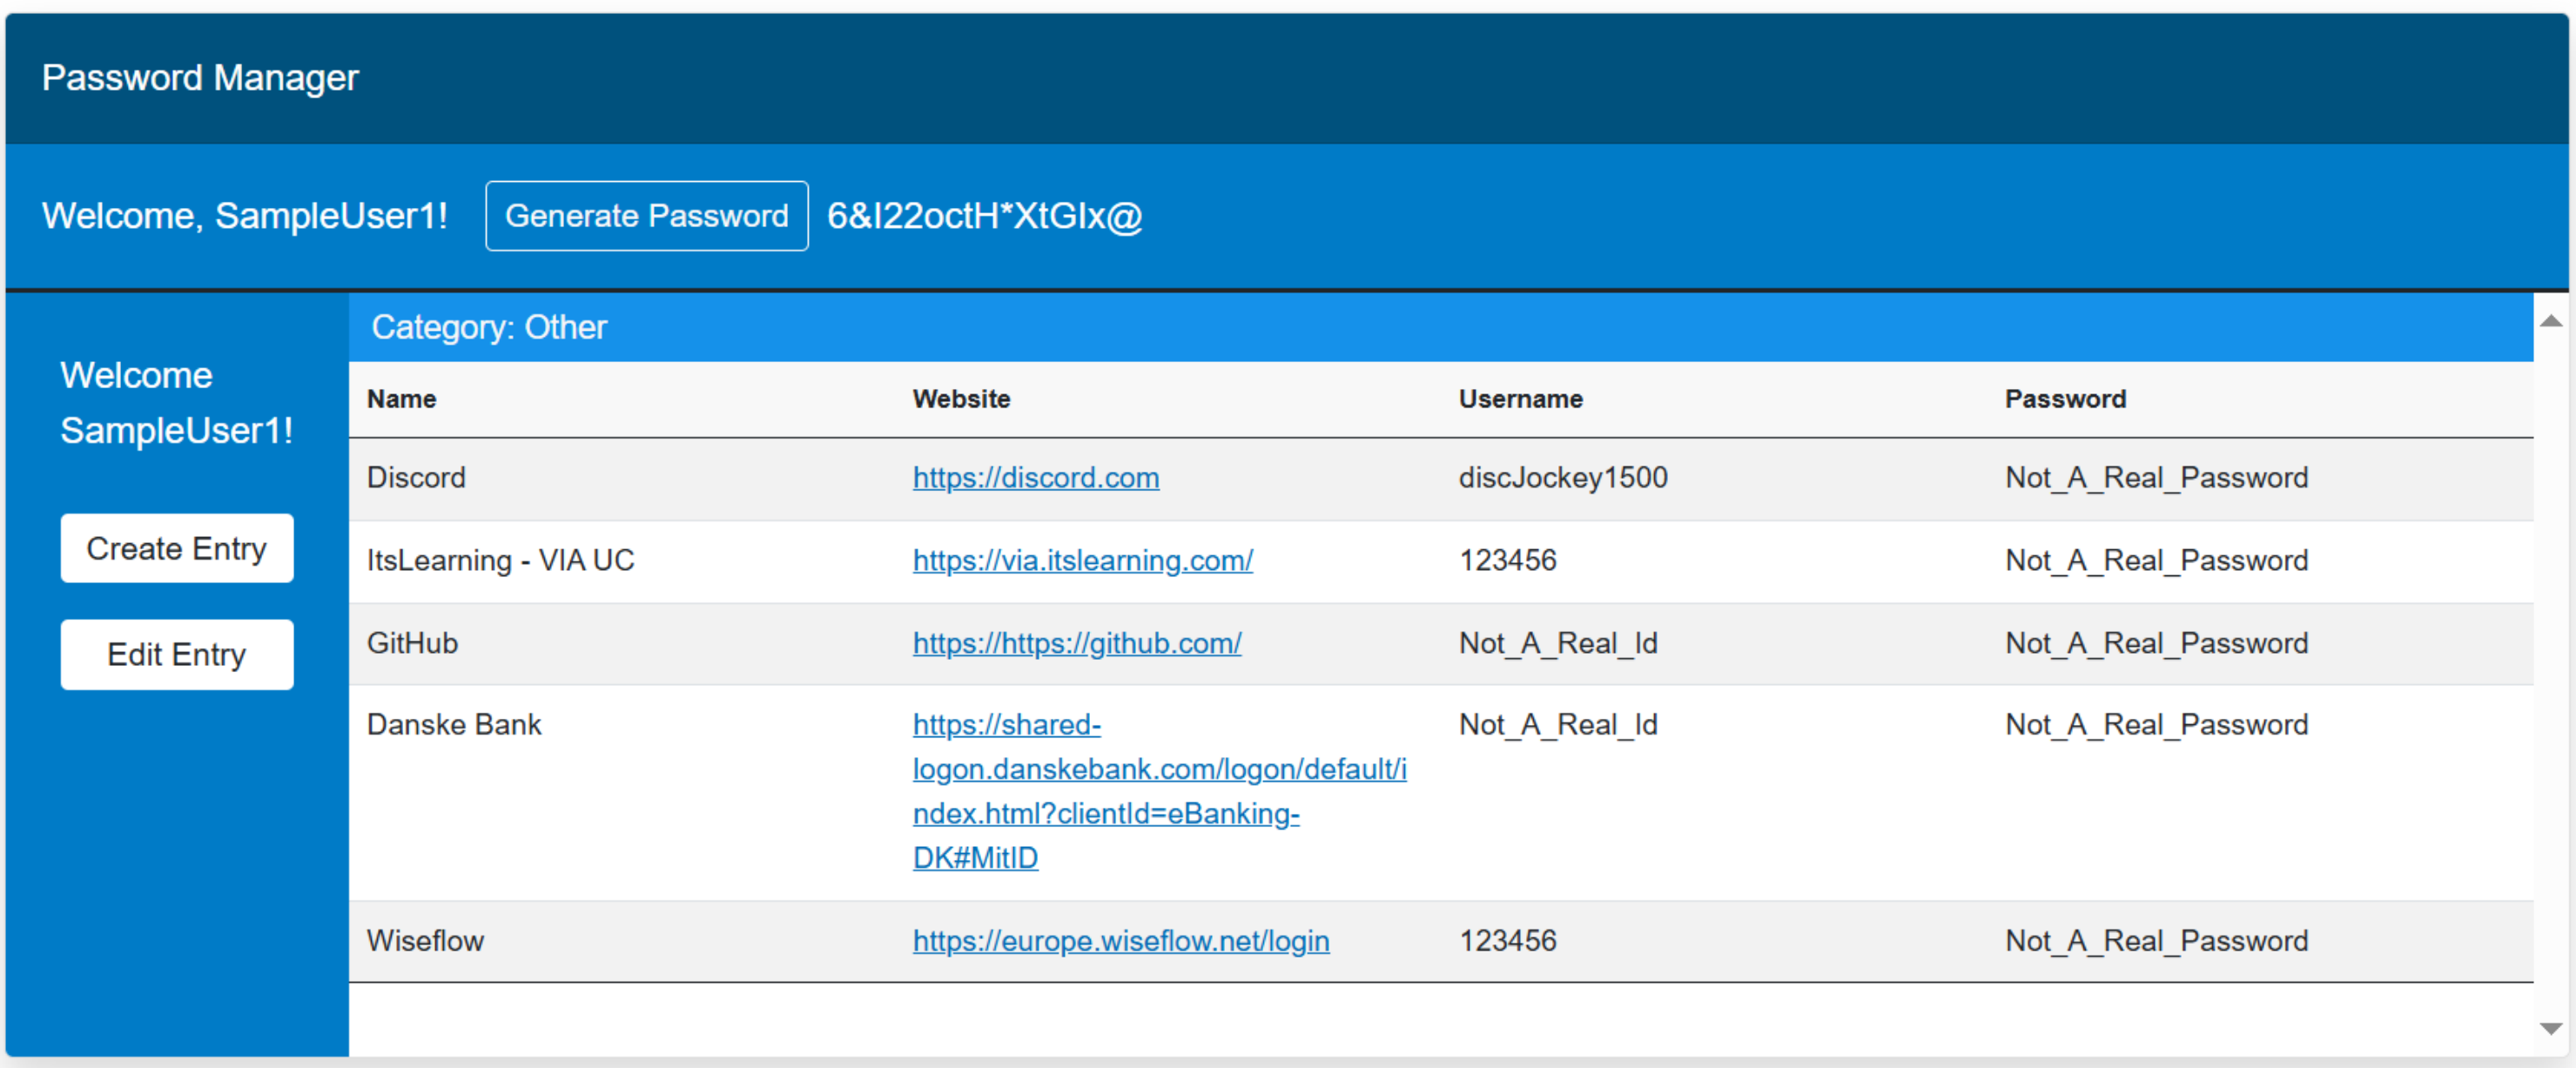 Password Manager
Welcome, SampleUser1! Generate Password 6&I22octH*XtGIx@
Welcome
SampleUser1!
Create Entry
Edit Entry
Category: Other
Name Website Username Password
Discord https://discord.com discJockey1500 Not_A_Real_Password
ItsLearning - VIA UC https://via.itslearning.com/ 123456 Not_A_Real_Password
GitHub https://https://github.com/ Not_A_Real_Id Not_A_Real_Password
Danske Bank https://shared- Not_A_Real_Id Not_A_Real_Password
logon.danskebank.com/logon/default/i
ndex.html?clientId=eBanking-
DK#MitID
Wiseflow https://europe.wiseflow.net/login 123456 Not_A_Real_Password